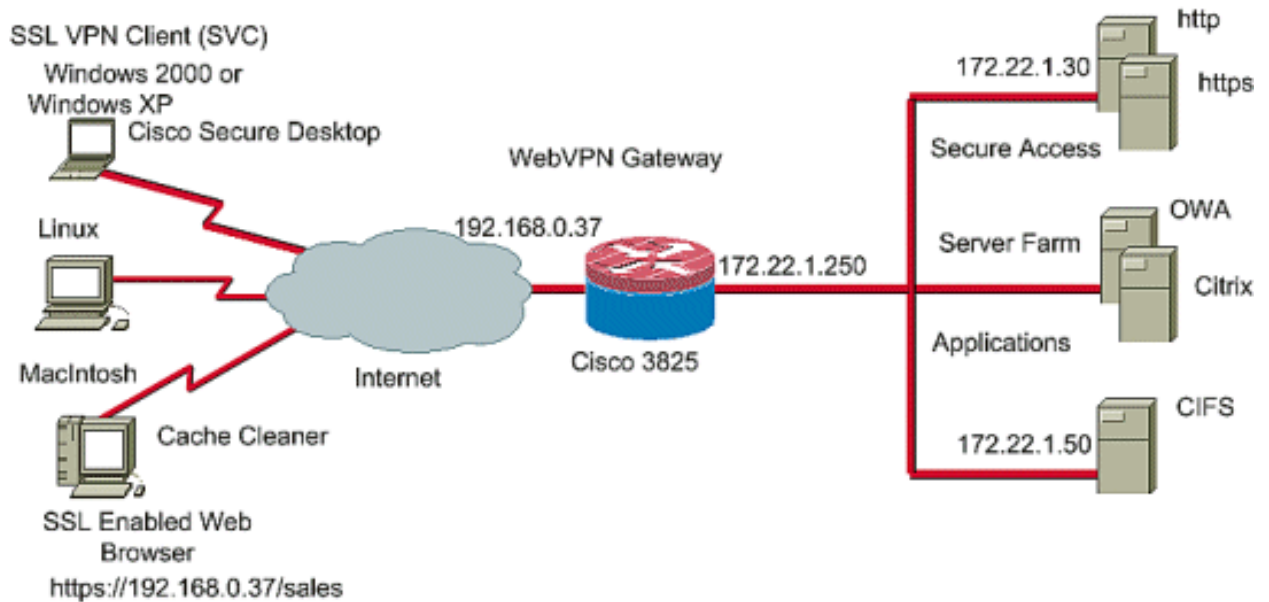 SSL VPN Client (SVC)
Windows 2000 or
Windows XP
Cisco Secure Desktop
Linux
MacIntosh
Cache Cleaner
SSL Enabled Web
Browser
https://192.168.0.37/sales
Internet
WebVPN Gateway
192.168.0.37
172.22.1.250
Cisco 3825
http
172.22.1.30
https
Secure Access
OWA
Server Farm
Citrix
Applications
CIFS
172.22.1.50